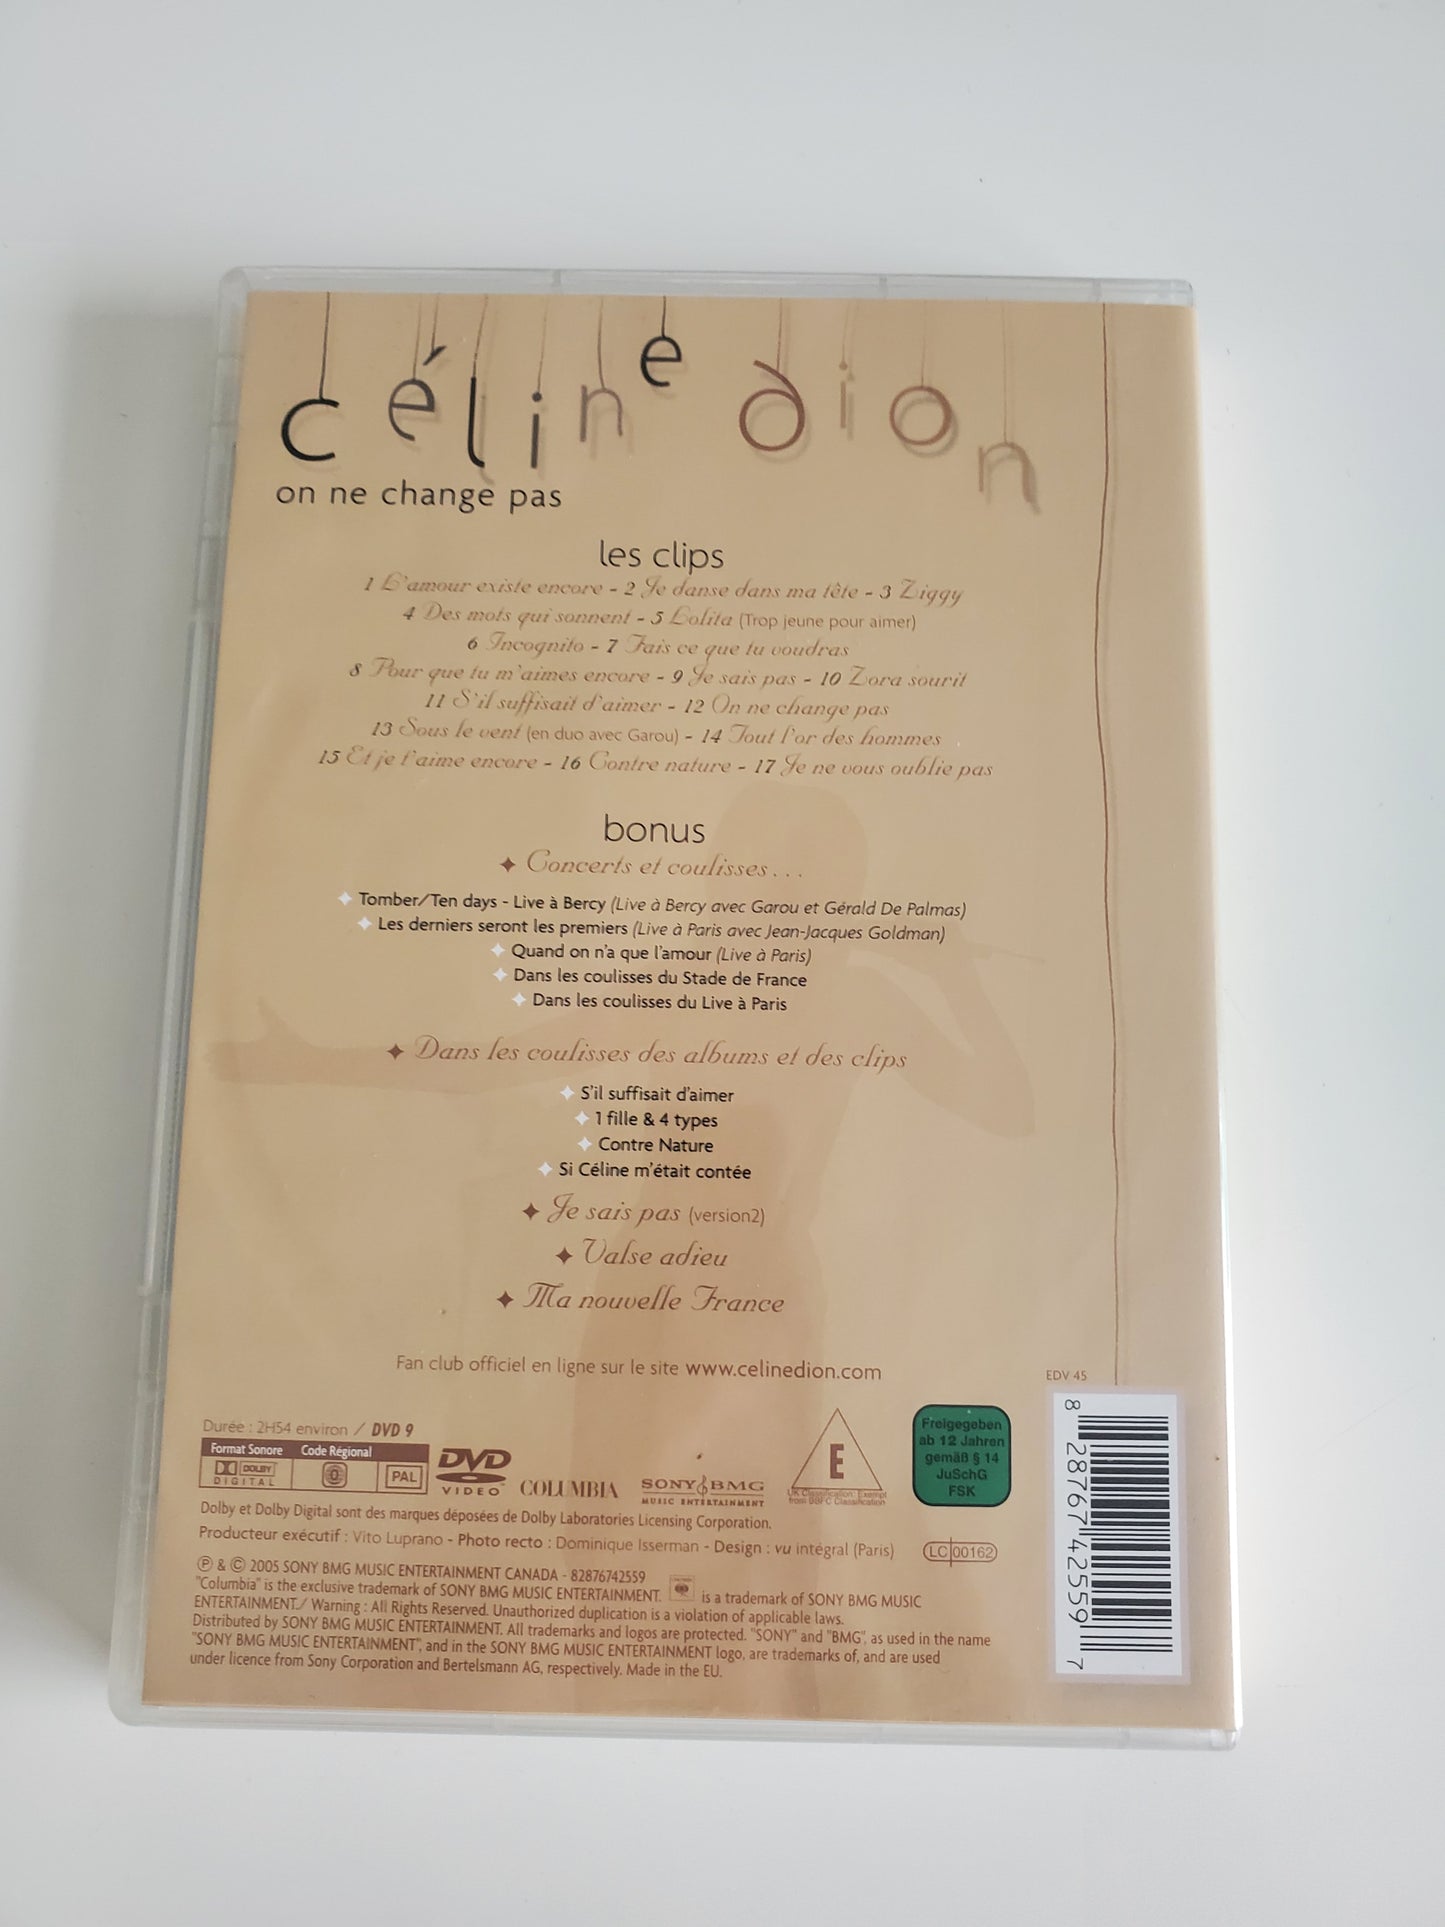 céline dion
on ne change pas
les clips
1 L'amour existe encore - 2 Je danse dans ma tête - 3 Ziggy
4 Des mots qui sonnent - 5 Lolita (Trop jeune pour aimer)
6 Incognito - 7 Fais ce que tu voudras
8 Pour que tu m'aimes encore - 9 Je sais pas - 10 Zora sourit
11 S'il suffisait d'aimer - 12 On ne change pas
13 Sous le vent (en duo avec Garou) - 14 Tout l'or des hommes
15 Et je t'aime encore - 16 Contre nature - 17 Je ne vous oublie pas
bonus
Concerts et coulisses...
Tomber/Ten days - Live à Bercy (Live à Bercy avec Garou et Gérald De Palmas)
Les derniers seront les premiers (Live à Paris avec Jean-Jacques Goldman)
Quand on n'a que l'amour (Live à Paris)
Dans les coulisses du Stade de France
Dans les coulisses du Live à Paris
Dans les coulisses des albums et des clips
S'il suffisait d'aimer
1 fille & 4 types
Contre Nature
Si Céline m'était contée
Je sais pas (version2)
Valse adieu
Ma nouvelle France
Fan club officiel en ligne sur le site www.celinedion.com
EDV 45
Durée : 2H54 environ / DVD 9
Format Sonore Code Régional
DOLBY
DIGITAL
0
PAL
DVD
VIDEO
COLUMBIA
SONY BMG
MUSIC ENTERTAINMENT
E
UK Classification: Exempt
from BBFC Classification
Freigegeben
ab 12 Jahren
gemäß § 14
JuSchG
FSK
8 28767 42559 7
Dolby et Dolby Digital sont des marques déposées de Dolby Laboratories Licensing Corporation.
Producteur exécutif : Vito Luprano - Photo recto : Dominique Isserman - Design : vu intégral (Paris)
LC 00162
℗ & © 2005 SONY BMG MUSIC ENTERTAINMENT CANADA - 82876742559
"Columbia" is the exclusive trademark of SONY BMG MUSIC ENTERTAINMENT. is a trademark of SONY BMG MUSIC
ENTERTAINMENT./ Warning : All Rights Reserved. Unauthorized duplication is a violation of applicable laws.
Distributed by SONY BMG MUSIC ENTERTAINMENT. All trademarks and logos are protected. "SONY" and "BMG", as used in the name
"SONY BMG MUSIC ENTERTAINMENT", and in the SONY BMG MUSIC ENTERTAINMENT logo, are trademarks of, and are used
under licence from Sony Corporation and Bertelsmann AG, respectively. Made in the EU.